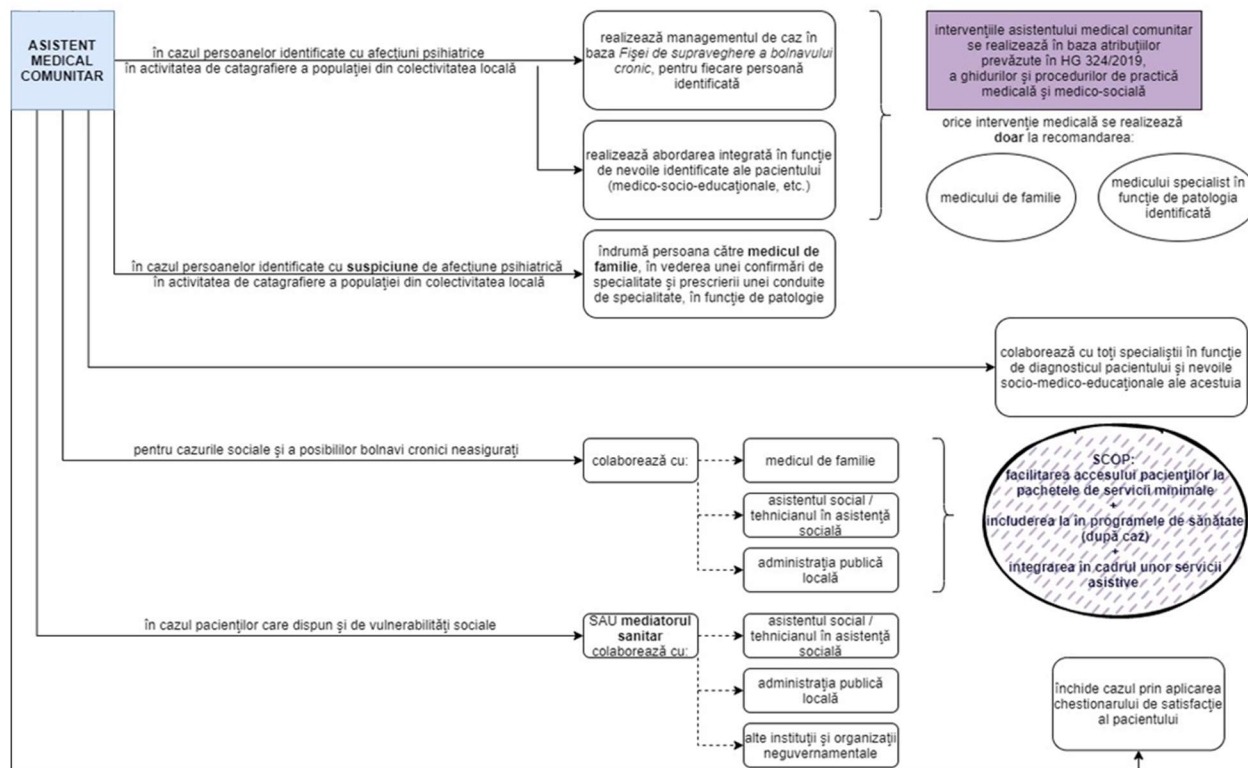 ASISTENT
MEDICAL
COMUNITAR
în cazul persoanelor identificate cu afecțiuni psihiatrice
în activitatea de catagrafiere a populației din colectivitatea locală
realizează managementul de caz în
baza Fișei de supraveghere a bolnavului
cronic, pentru fiecare persoană
identificată
realizează abordarea integrată în funcție
de nevoile identificate ale pacientului
(medico-socio-educaționale, etc.)
intervențiile asistentului medical comunitar
se realizează în baza atribuțiilor
prevăzute în HG 324/2019,
a ghidurilor și procedurilor de practică
medicală și medico-socială
orice intervenție medicală se realizează
doar la recomandarea:
medicului de familie
medicului specialist în
funcție de patologia
identificată
în cazul persoanelor identificate cu suspiciune de afecțiune psihiatrică
în activitatea de catagrafiere a populației din colectivitatea locală
îndrumă persoana către medicul de
familie, în vederea unei confirmări de
specialitate și prescrierii unei conduite
de specialitate, în funcție de patologie
colaborează cu toți specialiștii în funcție
de diagnosticul pacientului și nevoile
socio-medico-educaționale ale acestuia
pentru cazurile sociale și a posibililor bolnavi cronici neasigurați
colaborează cu:
medicul de familie
asistentul social /
tehnicianul în asistență
socială
administrația publică
locală
SCOP:
facilitarea accesului pacienților la
pachetele de servicii minimale
+
includerea la în programele de sănătate
(după caz)
+
integrarea în cadrul unor servicii
asistive
în cazul pacienților care dispun și de vulnerabilități sociale
SAU mediatorul
sanitar
colaborează cu:
asistentul social /
tehnicianul în asistență
socială
administrația publică
locală
alte instituții și organizații
neguvernamentale
închide cazul prin aplicarea
chestionarului de satisfacție
al pacientului